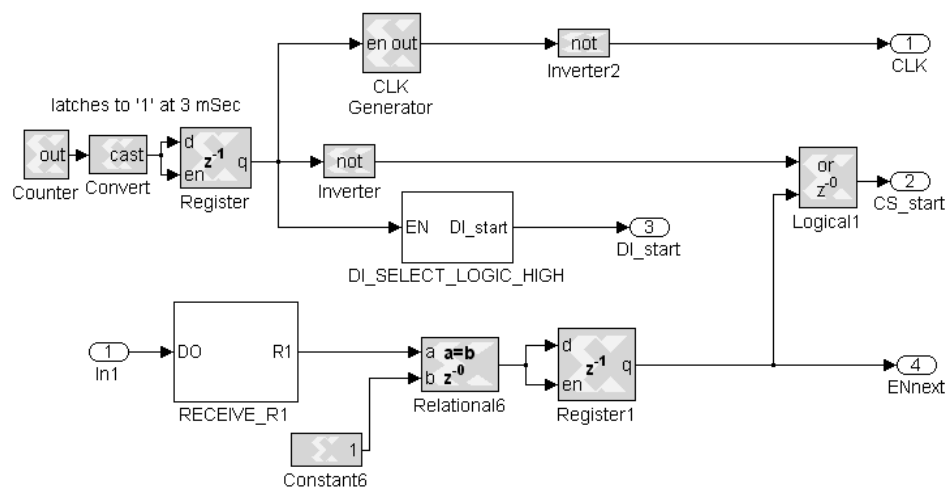 en out
not
1
CLK Generator
Inverter2
CLK
latches to '1' at 3 mSec
out
cast
d
en
z-1
q
Counter
Convert
Register
not
Inverter
or
z-0
Logical1
2
CS_start
EN
DI_start
3
DI_start
DI_SELECT_LOGIC_HIGH
1
In1
DO
R1
RECEIVE_R1
a
b
a=b
z-0
Relational6
d
en
z-1
q
Register1
4
ENnext
1
Constant6